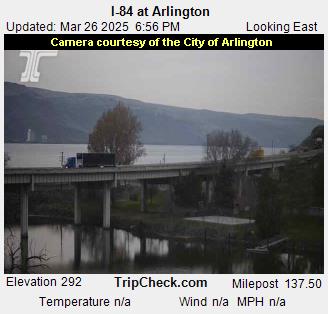 I-84 at Arlington
Updated: Mar 26 2025 6:56 PM Looking East
Camera courtesy of the City of Arlington
Elevation 292 TripCheck.com Milepost 137.50
Temperature n/a Wind n/a MPH n/a